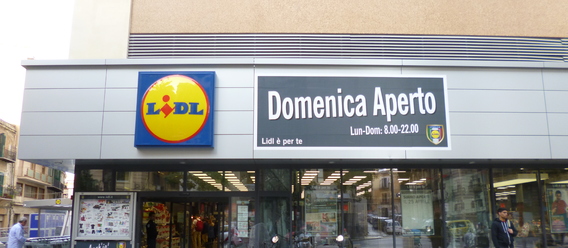 LIDL
Domenica Aperto
Lun-Dom: 8.00-22.00
Lidl è per te